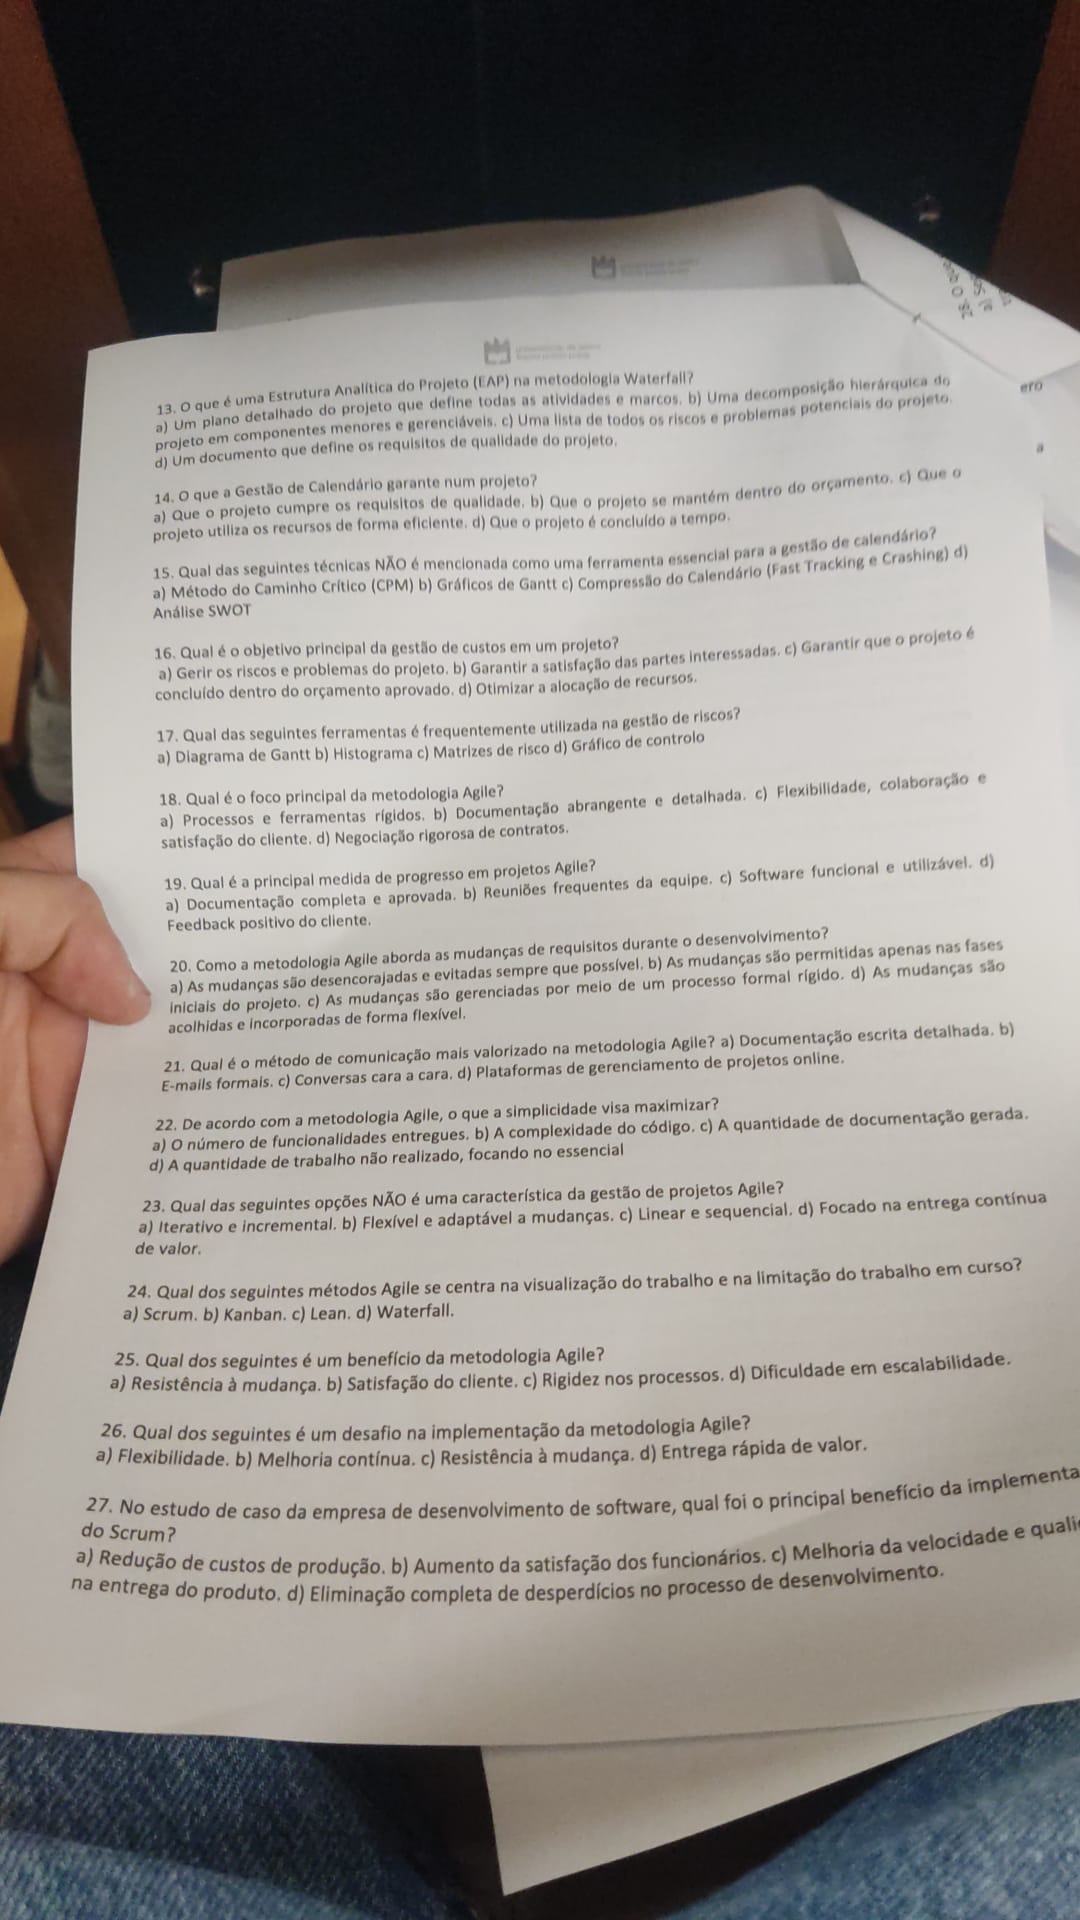 13. O que é uma Estrutura Analítica do Projeto (EAP) na metodologia Waterfall?
a) Um plano detalhado do projeto que define todas as atividades e marcos. b) Uma decomposição hierárquica do
projeto em componentes menores e gerenciáveis. c) Uma lista de todos os riscos e problemas potenciais do projeto.
d) Um documento que define os requisitos de qualidade do projeto.
14. O que a Gestão de Calendário garante num projeto?
a) Que o projeto cumpre os requisitos de qualidade. b) Que o projeto se mantém dentro do orçamento. c) Que o
projeto utiliza os recursos de forma eficiente. d) Que o projeto é concluído a tempo.
15. Qual das seguintes técnicas NÃO é mencionada como uma ferramenta essencial para a gestão de calendário?
a) Método do Caminho Crítico (CPM) b) Gráficos de Gantt c) Compressão do Calendário (Fast Tracking e Crashing) d)
Análise SWOT
16. Qual é o objetivo principal da gestão de custos em um projeto?
a) Gerir os riscos e problemas do projeto. b) Garantir a satisfação das partes interessadas. c) Garantir que o projeto é
concluído dentro do orçamento aprovado. d) Otimizar a alocação de recursos.
17. Qual das seguintes ferramentas é frequentemente utilizada na gestão de riscos?
a) Diagrama de Gantt b) Histograma c) Matrizes de risco d) Gráfico de controlo
18. Qual é o foco principal da metodologia Agile?
a) Processos e ferramentas rígidos. b) Documentação abrangente e detalhada. c) Flexibilidade, colaboração e
satisfação do cliente. d) Negociação rigorosa de contratos.
19. Qual é a principal medida de progresso em projetos Agile?
a) Documentação completa e aprovada. b) Reuniões frequentes da equipe. c) Software funcional e utilizável. d)
Feedback positivo do cliente.
20. Como a metodologia Agile aborda as mudanças de requisitos durante o desenvolvimento?
a) As mudanças são desencorajadas e evitadas sempre que possível. b) As mudanças são permitidas apenas nas fases
iniciais do projeto. c) As mudanças são gerenciadas por meio de um processo formal rígido. d) As mudanças são
acolhidas e incorporadas de forma flexível.
21. Qual é o método de comunicação mais valorizado na metodologia Agile? a) Documentação escrita detalhada. b)
E-mails formais. c) Conversas cara a cara. d) Plataformas de gerenciamento de projetos online.
22. De acordo com a metodologia Agile, o que a simplicidade visa maximizar?
a) O número de funcionalidades entregues. b) A complexidade do código. c) A quantidade de documentação gerada.
d) A quantidade de trabalho não realizado, focando no essencial
23. Qual das seguintes opções NÃO é uma característica da gestão de projetos Agile?
a) Iterativo e incremental. b) Flexível e adaptável a mudanças. c) Linear e sequencial. d) Focado na entrega contínua
de valor.
24. Qual dos seguintes métodos Agile se centra na visualização do trabalho e na limitação do trabalho em curso?
a) Scrum. b) Kanban. c) Lean. d) Waterfall.
25. Qual dos seguintes é um benefício da metodologia Agile?
a) Resistência à mudança. b) Satisfação do cliente. c) Rigidez nos processos. d) Dificuldade em escalabilidade.
26. Qual dos seguintes é um desafio na implementação da metodologia Agile?
a) Flexibilidade. b) Melhoria contínua. c) Resistência à mudança. d) Entrega rápida de valor.
27. No estudo de caso da empresa de desenvolvimento de software, qual foi o principal benefício da implementa
do Scrum?
a) Redução de custos de produção. b) Aumento da satisfação dos funcionários. c) Melhoria da velocidade e quali
na entrega do produto. d) Eliminação completa de desperdícios no processo de desenvolvimento.